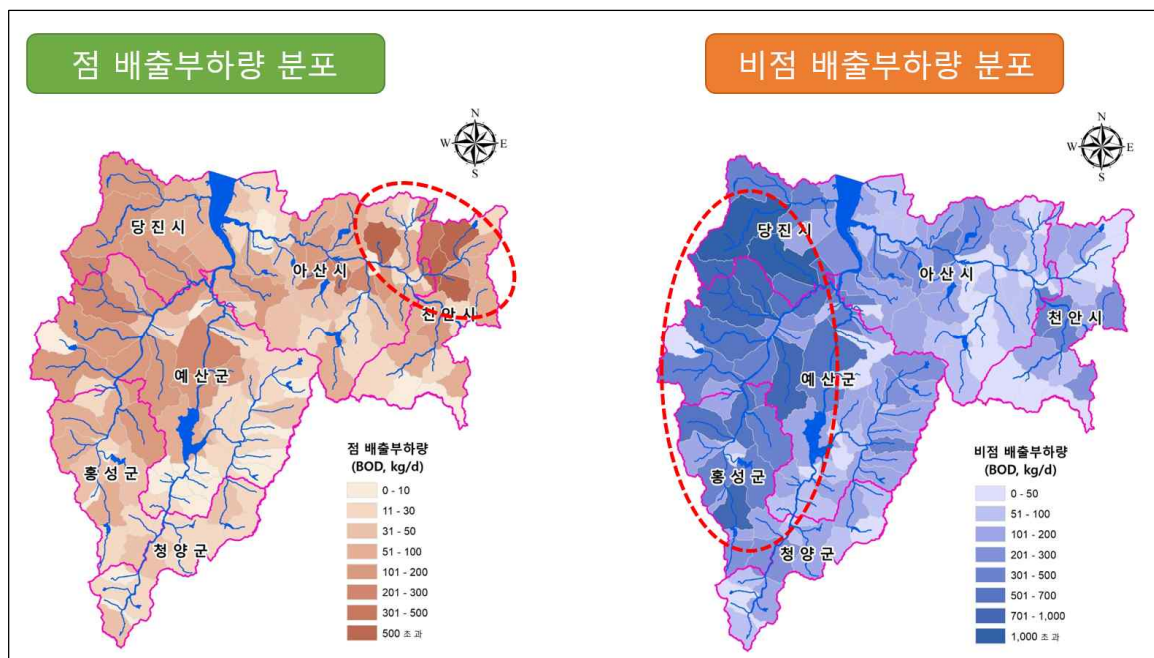 점 배출부하량 분포
비점 배출부하량 분포
N
W E
S
당진시
아산시
천안시
예산군
홍성군
청양군
점 배출부하량
(BOD, kg/d)
0 - 10
11 - 30
31 - 50
51 - 100
101 - 200
201 - 300
301 - 500
500 초 과
N
W E
S
당진시
아산시
천안시
예산군
홍성군
청양군
비점 배출부하량
(BOD, kg/d)
0 - 50
51 - 100
101 - 200
201 - 300
301 - 500
501 - 700
701 - 1,000
1,000 초 과